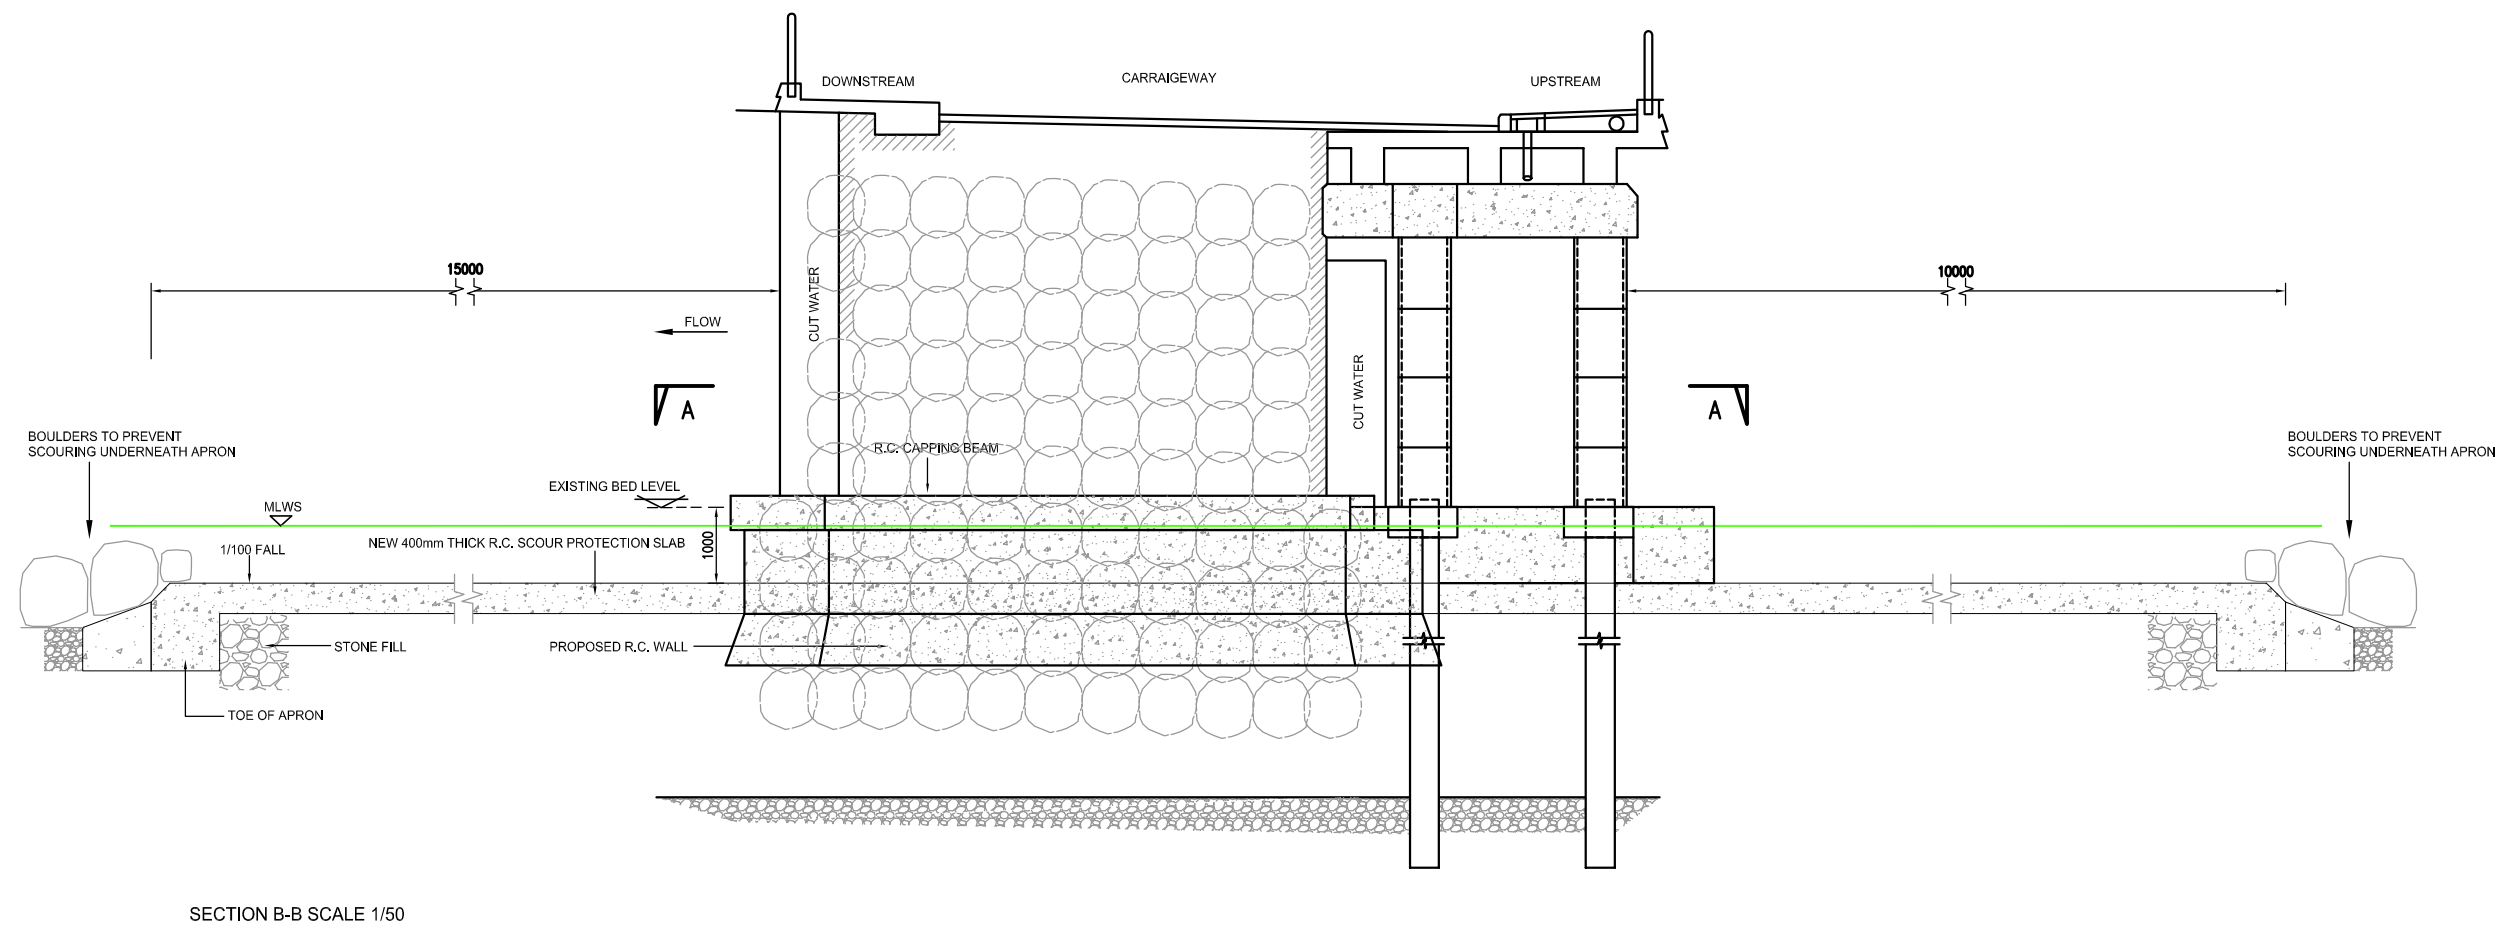 DOWNSTREAM
CARRAIGEWAY
UPSTREAM
15000
10000
CUT WATER
FLOW
CUT WATER
A
A
BOULDERS TO PREVENT
SCOURING UNDERNEATH APRON
BOULDERS TO PREVENT
SCOURING UNDERNEATH APRON
R.C. CAPPING BEAM
EXISTING BED LEVEL
MLWS
1000
1/100 FALL
NEW 400mm THICK R.C. SCOUR PROTECTION SLAB
STONE FILL
PROPOSED R.C. WALL
TOE OF APRON
SECTION B-B SCALE 1/50